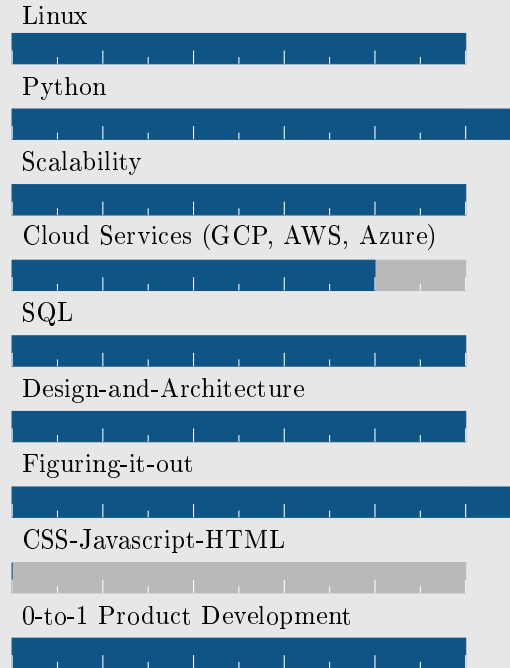 Linux
Python
Scalability
Cloud Services (GCP, AWS, Azure)
SQL
Design-and-Architecture
Figuring-it-out
CSS-Javascript-HTML
0-to-1 Product Development